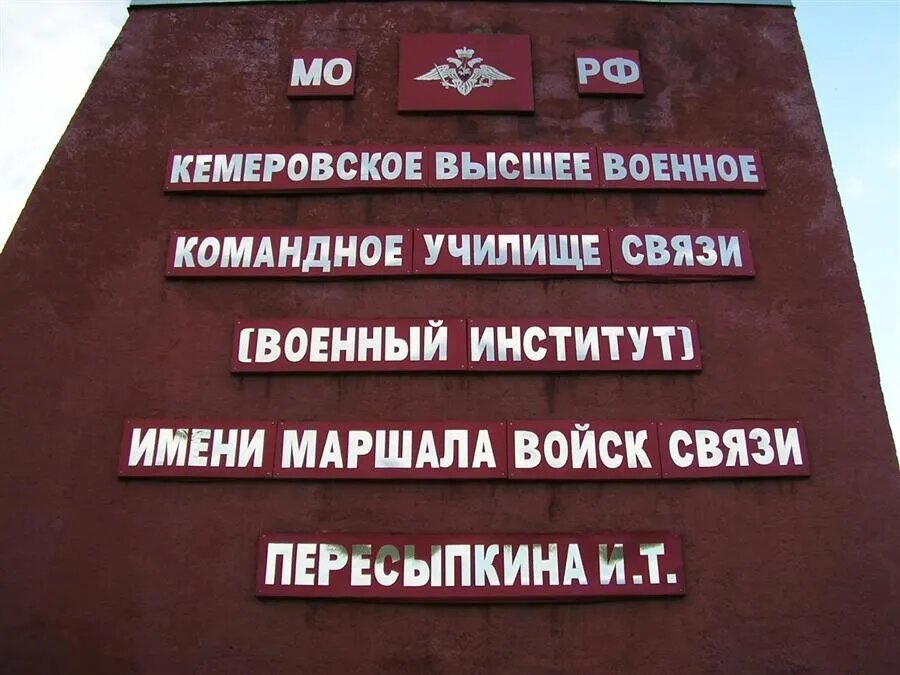 МО РФ
КЕМЕРОВСКОЕ ВЫСШЕЕ ВОЕННОЕ
КОМАНДНОЕ УЧИЛИЩЕ СВЯЗИ
(ВОЕННЫЙ ИНСТИТУТ)
ИМЕНИ МАРШАЛА ВОЙСК СВЯЗИ
ПЕРЕСЫПКИНА И.Т.